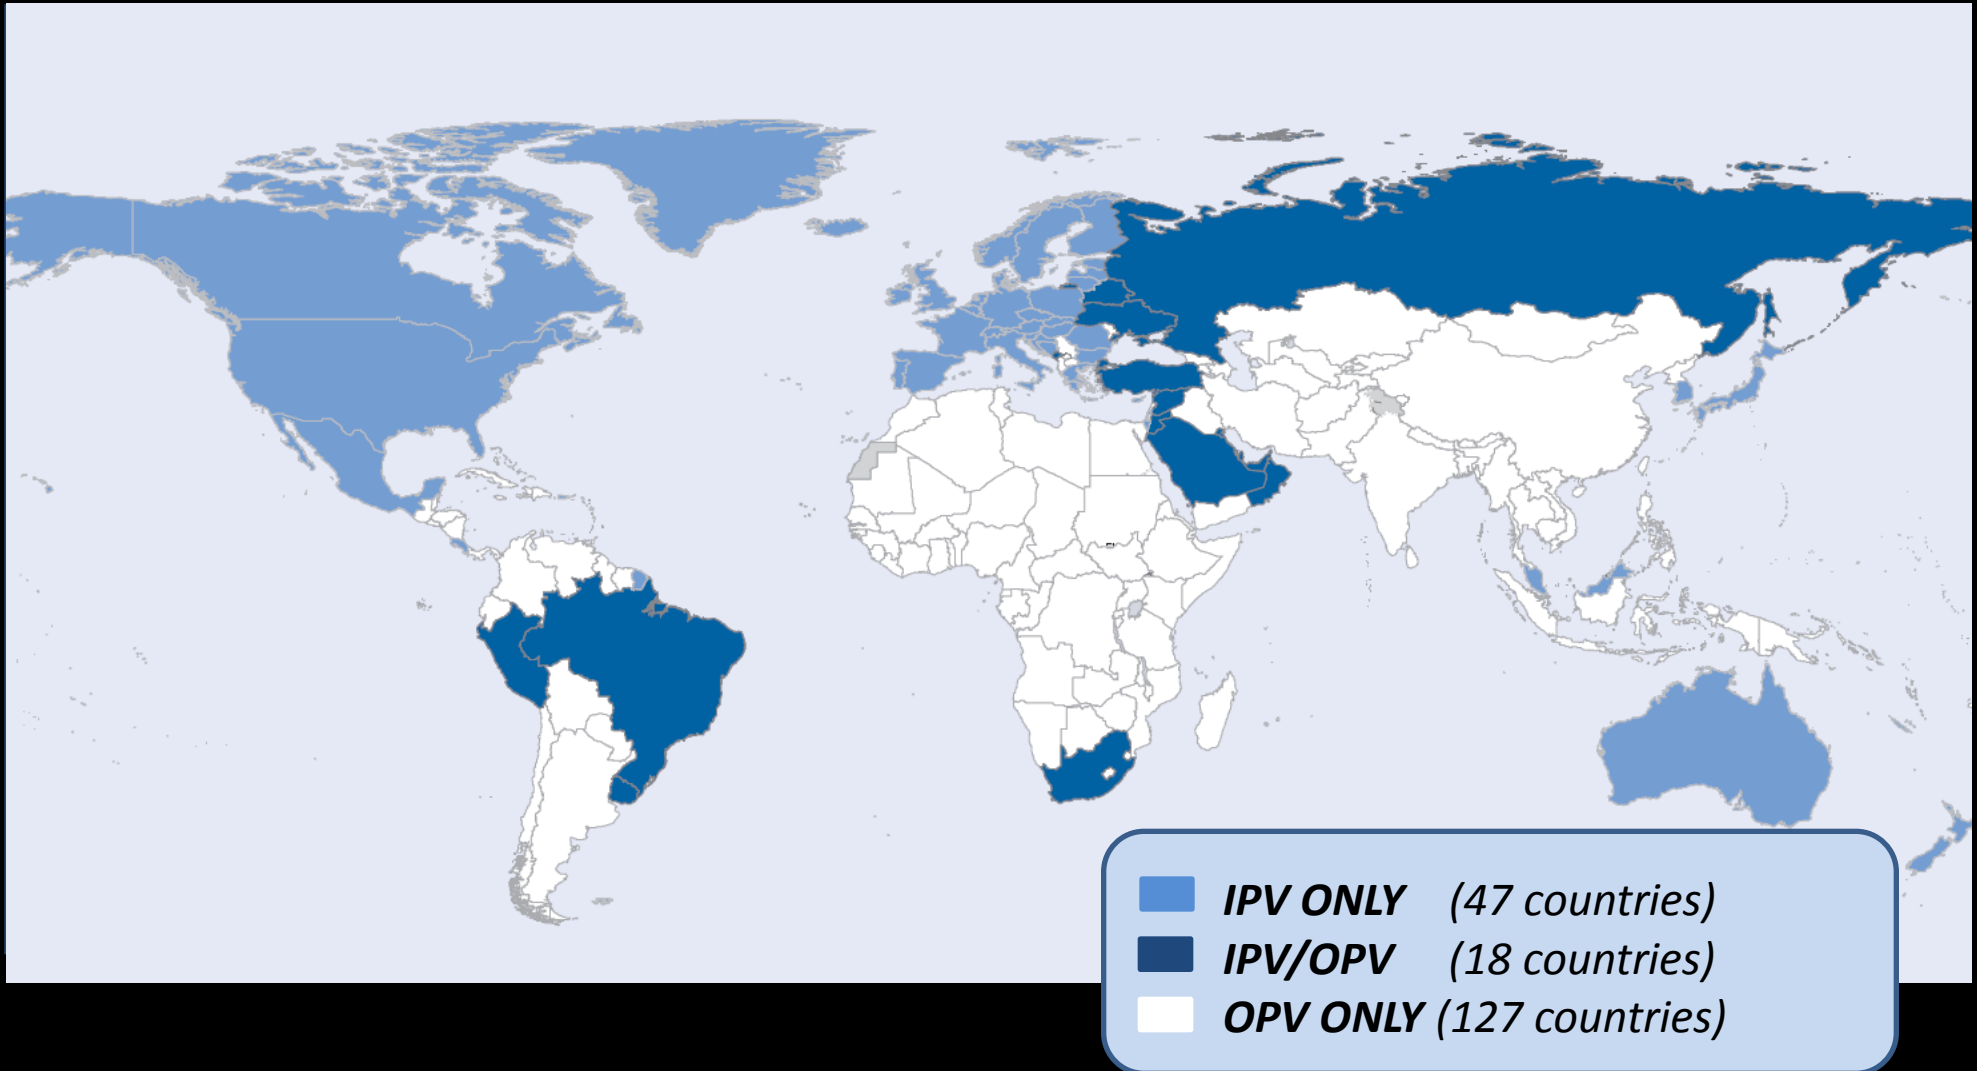 IPV ONLY (47 countries)
IPV/OPV (18 countries)
OPV ONLY (127 countries)